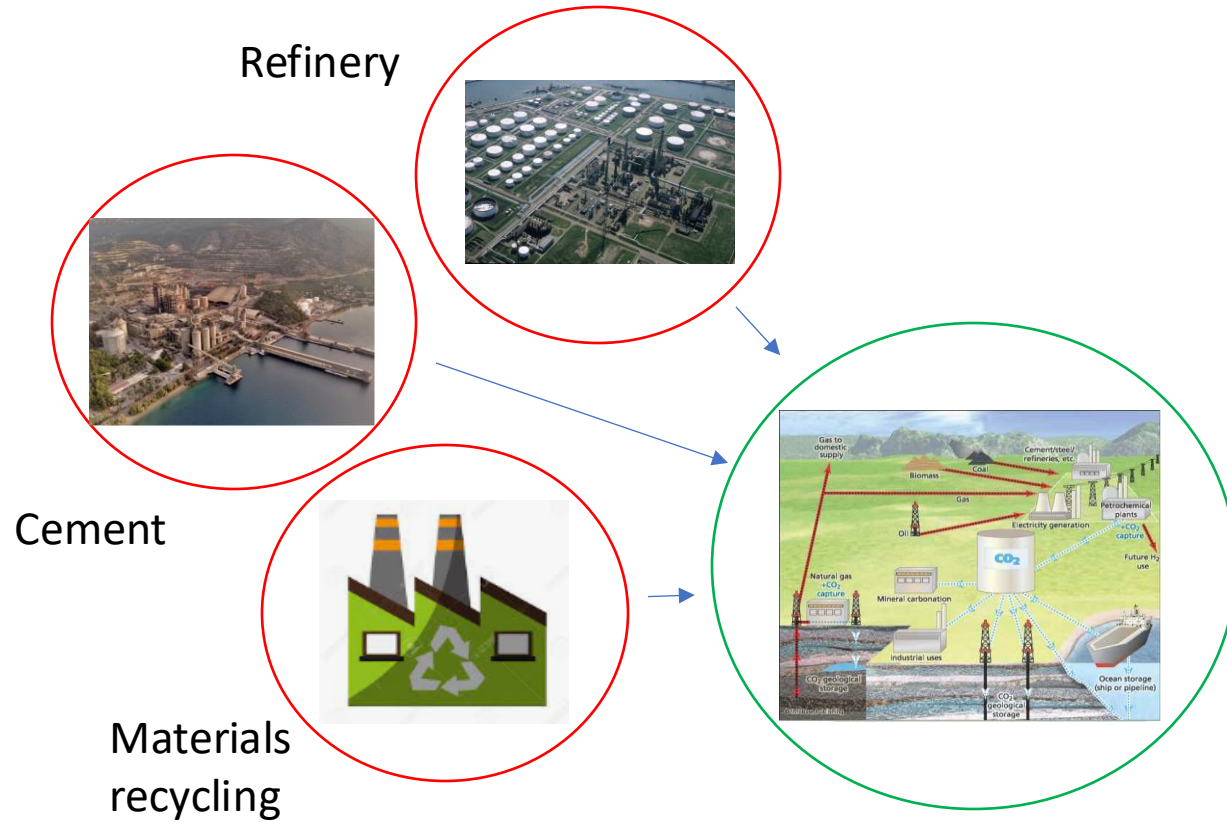 Refinery
Cement
Materials
recycling
Gas to
domestic
supply
Cement/steel/
refineries, etc.
Coal
Biomass
Gas
Petrochemical
plants
+CO₂
capture
Electricity generation
Oil
Future H₂
use
CO₂
Natural gas
+CO₂
capture
Mineral carbonation
Industrial uses
CO₂ geological
storage
CO₂
geological
storage
Ocean storage
(ship or pipeline)